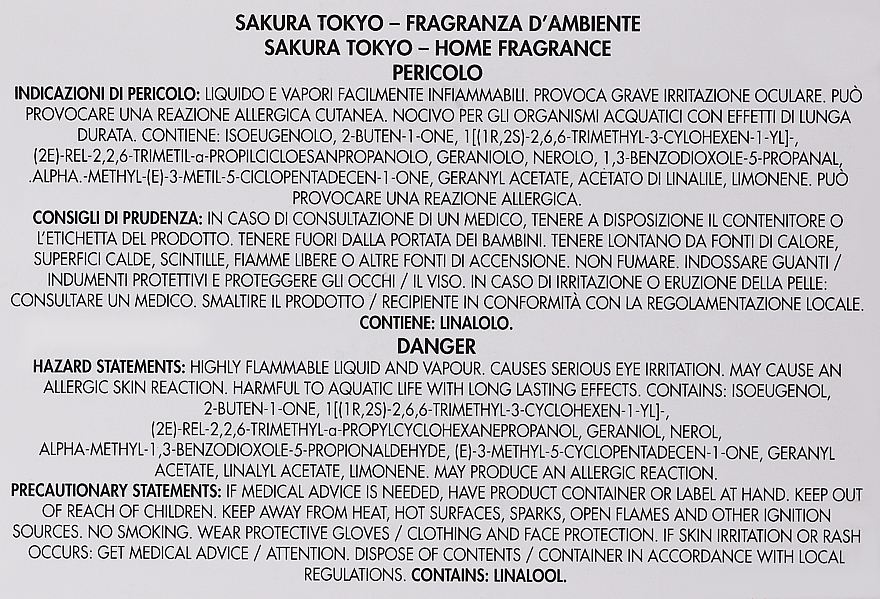 SAKURA TOKYO – FRAGRANZA D'AMBIENTE
SAKURA TOKYO – HOME FRAGRANCE
PERICOLO
INDICAZIONI DI PERICOLO: LIQUIDO E VAPORI FACILMENTE INFIAMMABILI. PROVOCA GRAVE IRRITAZIONE OCULARE. PUÒ
PROVOCARE UNA REAZIONE ALLERGICA CUTANEA. NOCIVO PER GLI ORGANISMI ACQUATICI CON EFFETTI DI LUNGA
DURATA. CONTIENE: ISOEUGENOLO, 2-BUTEN-1-ONE, 1[(1R,2S)-2,6,6-TRIMETHYL-3-CYLOHEXEN-1-YL]-,
(2E)-REL-2,2,6-TRIMETIL-α-PROPILCICLOESANPROPANOLO, GERANIOLO, NEROLO, 1,3-BENZODIOXOLE-5-PROPANAL,
.ALPHA.-METHYL-(E)-3-METIL-5-CICLOPENTADECEN-1-ONE, GERANYL ACETATE, ACETATO DI LINALILE, LIMONENE. PUÒ
PROVOCARE UNA REAZIONE ALLERGICA.
CONSIGLI DI PRUDENZA: IN CASO DI CONSULTAZIONE DI UN MEDICO, TENERE A DISPOSIZIONE IL CONTENITORE O
L'ETICHETTA DEL PRODOTTO. TENERE FUORI DALLA PORTATA DEI BAMBINI. TENERE LONTANO DA FONTI DI CALORE,
SUPERFICI CALDE, SCINTILLE, FIAMME LIBERE O ALTRE FONTI DI ACCENSIONE. NON FUMARE. INDOSSARE GUANTI /
INDUMENTI PROTETTIVI E PROTEGGERE GLI OCCHI / IL VISO. IN CASO DI IRRITAZIONE O ERUZIONE DELLA PELLE:
CONSULTARE UN MEDICO. SMALTIRE IL PRODOTTO / RECIPIENTE IN CONFORMITÀ CON LA REGOLAMENTAZIONE LOCALE.
CONTIENE: LINALOLO.
DANGER
HAZARD STATEMENTS: HIGHLY FLAMMABLE LIQUID AND VAPOUR. CAUSES SERIOUS EYE IRRITATION. MAY CAUSE AN
ALLERGIC SKIN REACTION. HARMFUL TO AQUATIC LIFE WITH LONG LASTING EFFECTS. CONTAINS: ISOEUGENOL,
2-BUTEN-1-ONE, 1[(1R,2S)-2,6,6-TRIMETHYL-3-CYCLOHEXEN-1-YL]-,
(2E)-REL-2,2,6-TRIMETHYL-α-PROPYLCYCLOHEXANEPROPANOL, GERANIOL, NEROL,
ALPHA-METHYL-1,3-BENZODIOXOLE-5-PROPIONALDEHYDE, (E)-3-METHYL-5-CYCLOPENTADECEN-1-ONE, GERANYL
ACETATE, LINALYL ACETATE, LIMONENE. MAY PRODUCE AN ALLERGIC REACTION.
PRECAUTIONARY STATEMENTS: IF MEDICAL ADVICE IS NEEDED, HAVE PRODUCT CONTAINER OR LABEL AT HAND. KEEP OUT
OF REACH OF CHILDREN. KEEP AWAY FROM HEAT, HOT SURFACES, SPARKS, OPEN FLAMES AND OTHER IGNITION
SOURCES. NO SMOKING. WEAR PROTECTIVE GLOVES / CLOTHING AND FACE PROTECTION. IF SKIN IRRITATION OR RASH
OCCURS: GET MEDICAL ADVICE / ATTENTION. DISPOSE OF CONTENTS / CONTAINER IN ACCORDANCE WITH LOCAL
REGULATIONS. CONTAINS: LINALOOL.